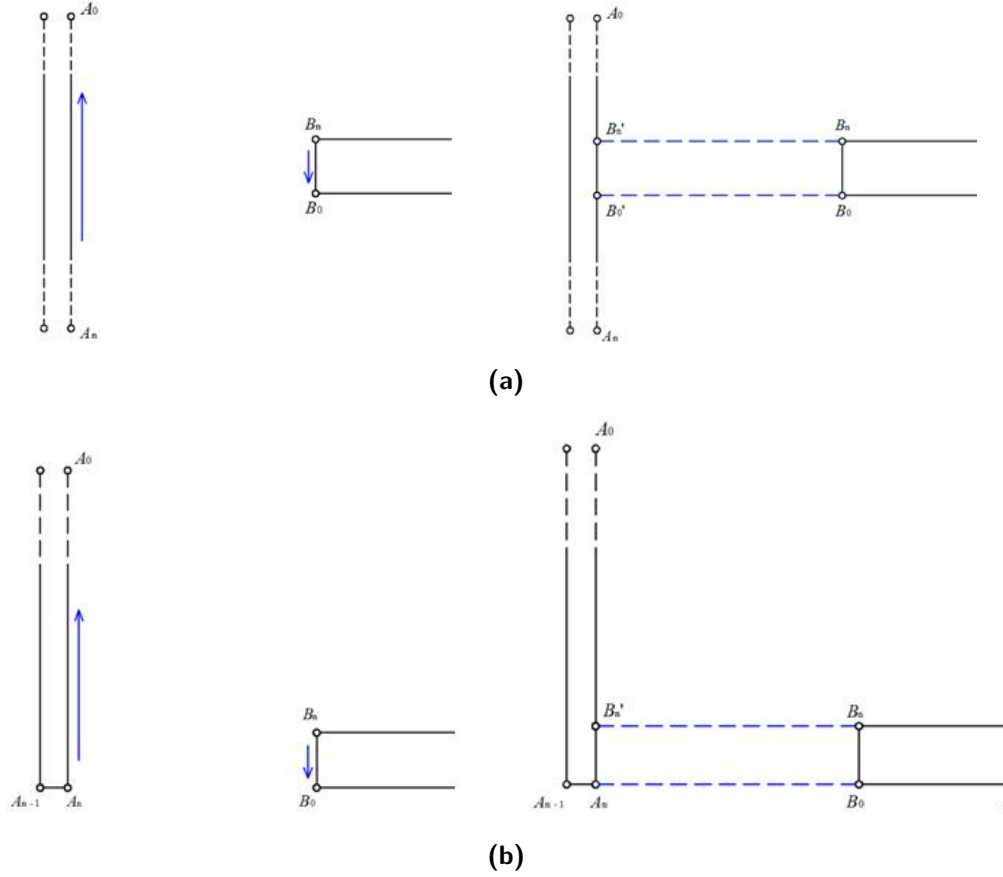 A₀ A₀
Bₙ Bₙ' Bₙ
B₀ B₀' B₀
Aₙ Aₙ
(a)
A₀ A₀
Bₙ Bₙ' Bₙ
Aₙ₋₁ Aₙ B₀ Aₙ₋₁ Aₙ B₀
(b)